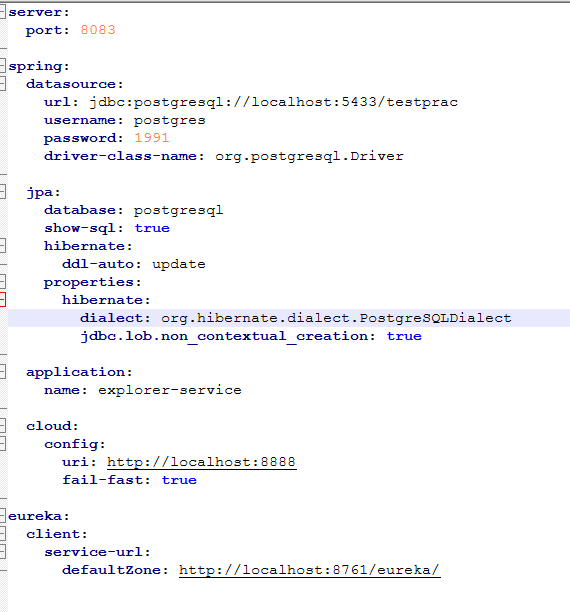 server:
  port: 8083

spring:
  datasource:
    url: jdbc:postgresql://localhost:5433/testprac
    username: postgres
    password: 1991
    driver-class-name: org.postgresql.Driver

  jpa:
    database: postgresql
    show-sql: true
    hibernate:
      ddl-auto: update
    properties:
      hibernate:
        dialect: org.hibernate.dialect.PostgreSQLDialect
        jdbc.lob.non_contextual_creation: true

  application:
    name: explorer-service

  cloud:
    config:
      uri: http://localhost:8888
      fail-fast: true

eureka:
  client:
    service-url:
      defaultZone: http://localhost:8761/eureka/